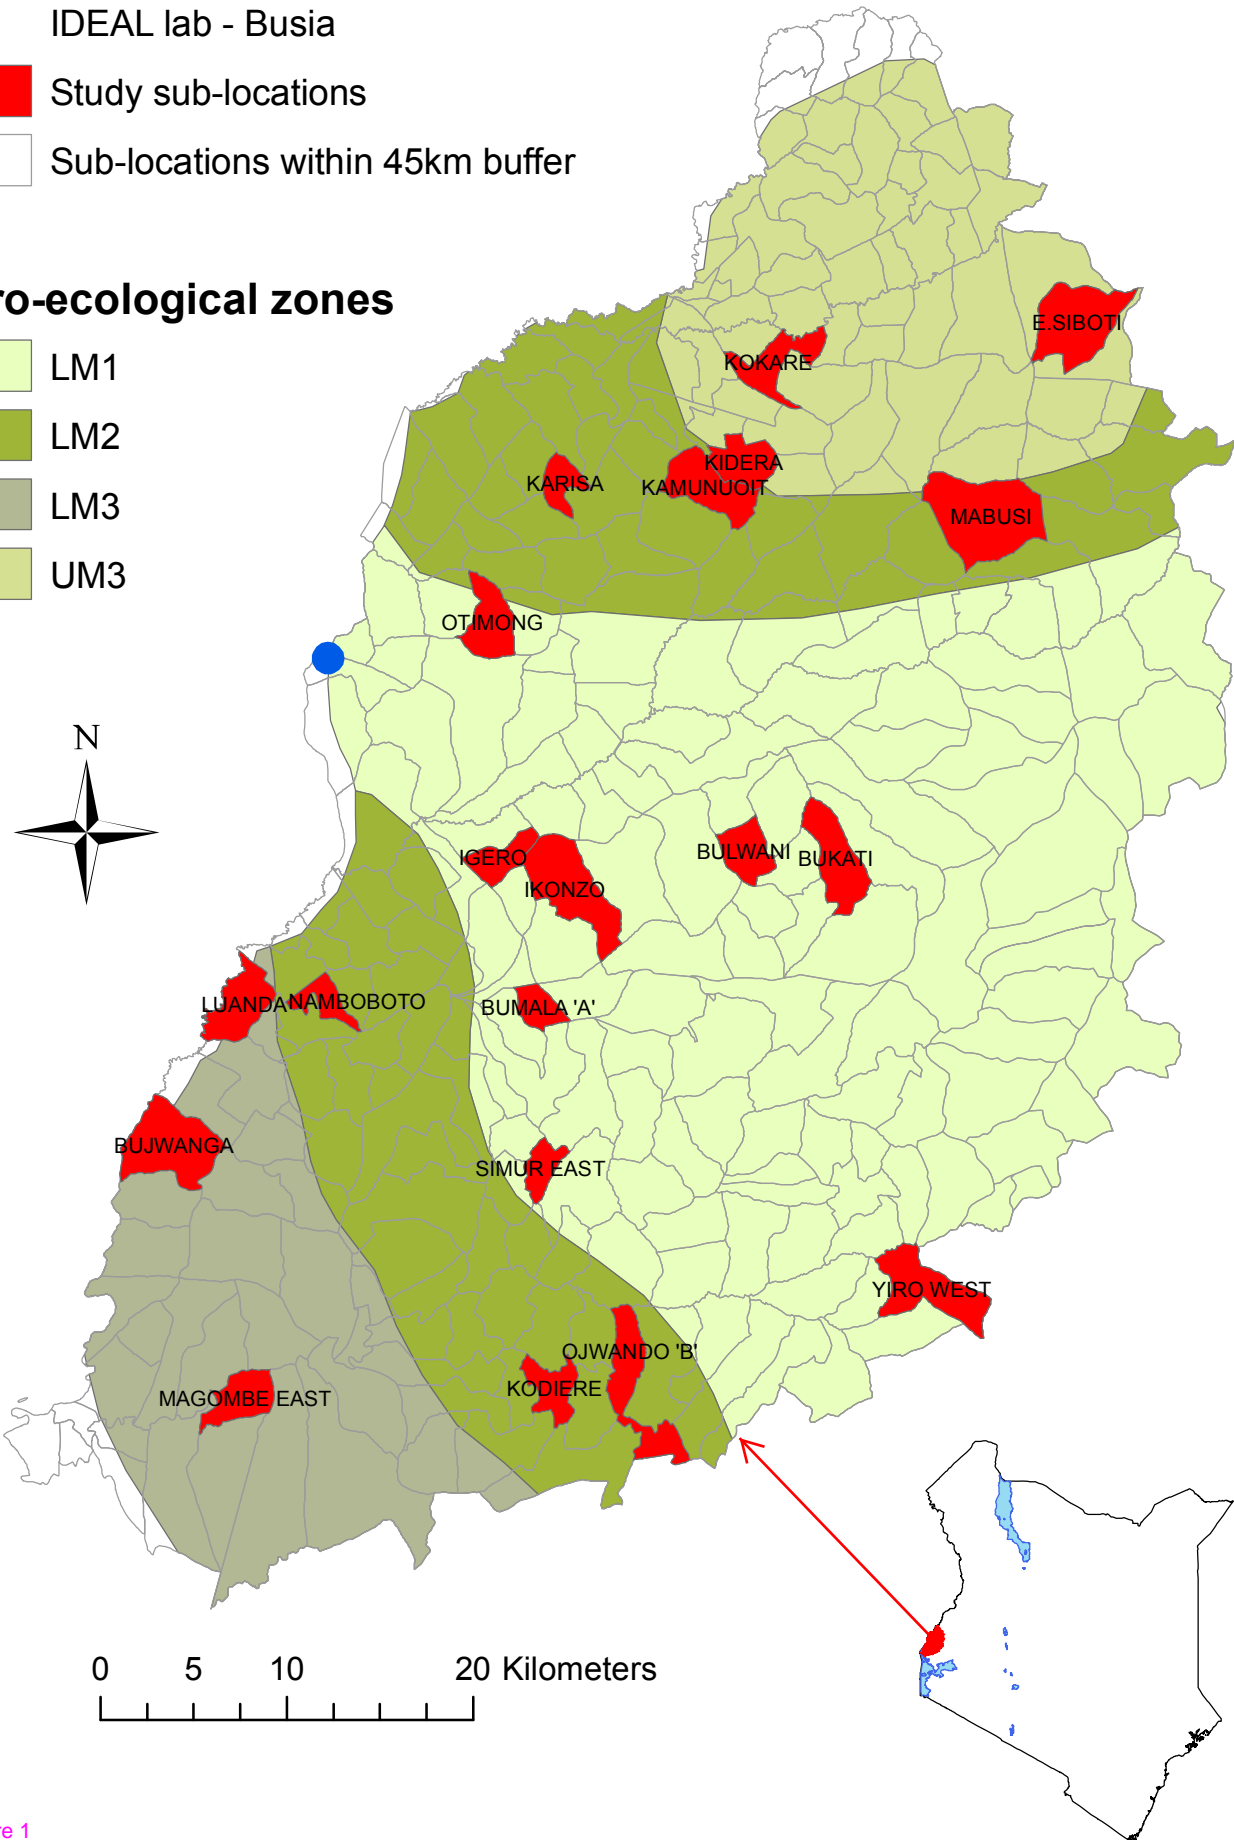 IDEAL lab - Busia
Study sub-locations
Sub-locations within 45km buffer
ro-ecological zones
LM1
LM2
LM3
UM3
E.SIBOTI
KOKARE
KIDERA
KARISA
KAMUNUOIT
MABUSI
OTIMONG
N
BULWANI
BUKATI
IGERO
IKONZO
LUANDA
NAMBOBOTO
BUMALA 'A'
BUJWANGA
SIMUR EAST
YIRO WEST
OJWANDO 'B'
KODIERE
MAGOMBE EAST
0 5 10 20 Kilometers
re 1